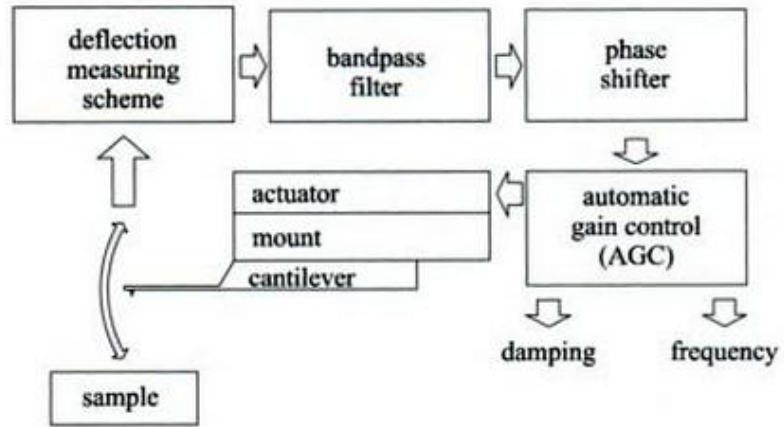 deflection
measuring
scheme
bandpass
filter
phase
shifter
actuator
mount
cantilever
automatic
gain control
(AGC)
damping
frequency
sample